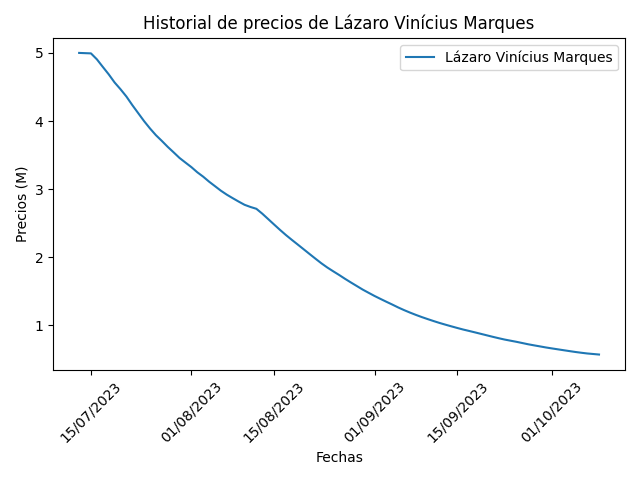 Historial de precios de Lázaro Vinícius Marques
Lázaro Vinícius Marques
Precios (M)
5
4
3
2
1
15/07/2023
01/08/2023
15/08/2023
01/09/2023
15/09/2023
01/10/2023
Fechas